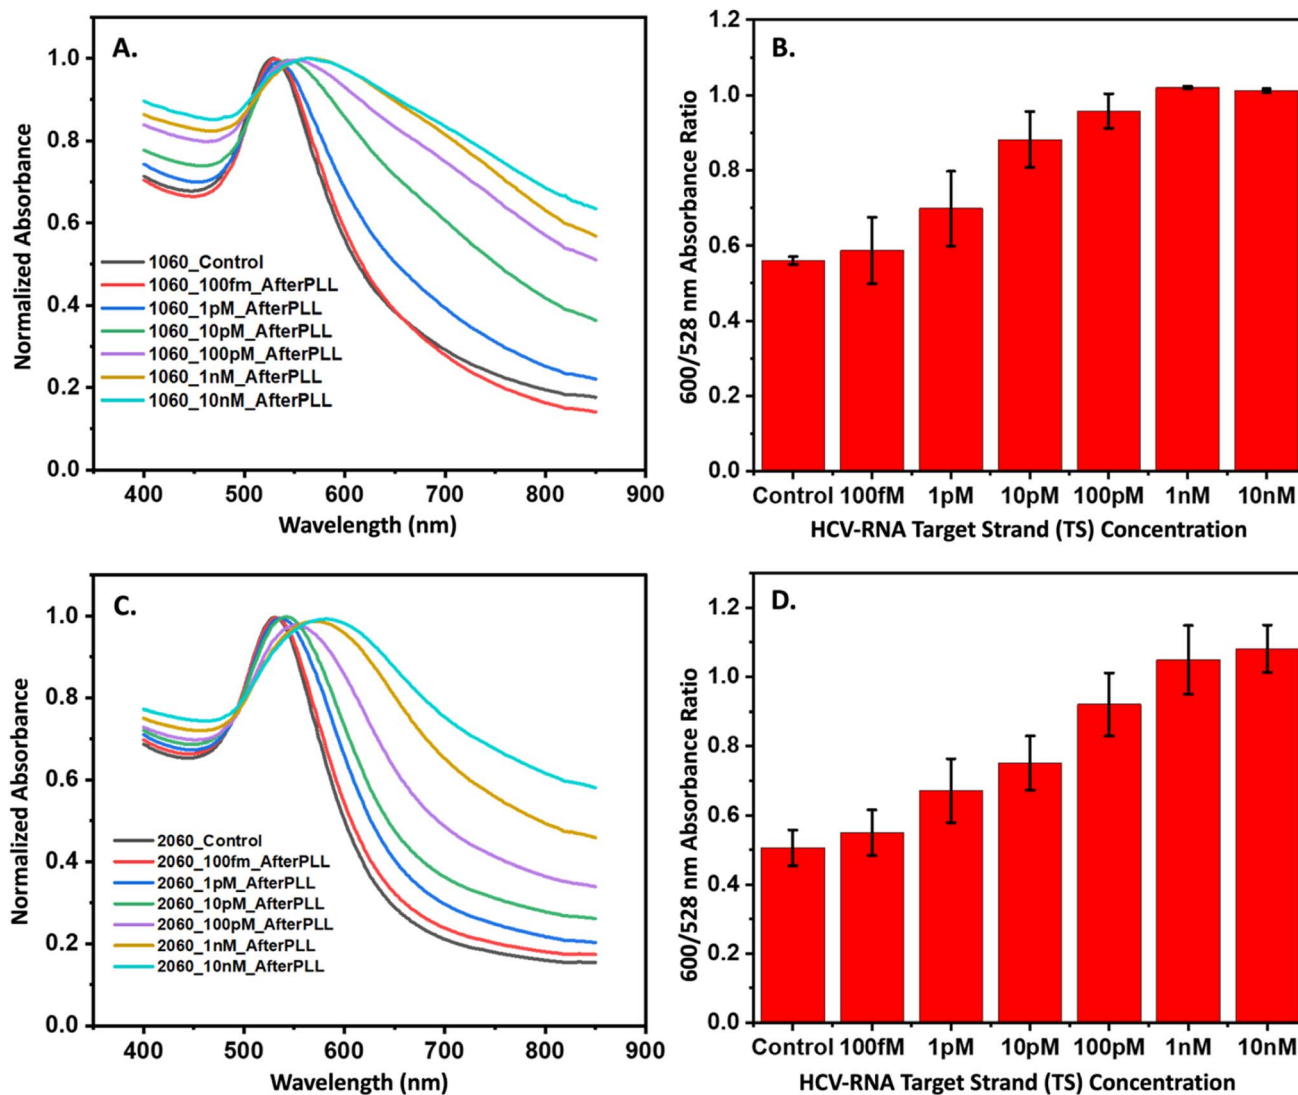 A.
Normalized Absorbance
1.0
0.8
0.6
0.4
0.2
0.0
1060_Control
1060_100fm_AfterPLL
1060_1pM_AfterPLL
1060_10pM_AfterPLL
1060_100pM_AfterPLL
1060_1nM_AfterPLL
1060_10nM_AfterPLL
400 500 600 700 800 900
Wavelength (nm)
B.
600/528 nm Absorbance Ratio
1.2
1.0
0.8
0.6
0.4
0.2
0.0
Control 100fM 1pM 10pM 100pM 1nM 10nM
HCV-RNA Target Strand (TS) Concentration
C.
Normalized Absorbance
1.0
0.8
0.6
0.4
0.2
0.0
2060_Control
2060_100fm_AfterPLL
2060_1pM_AfterPLL
2060_10pM_AfterPLL
2060_100pM_AfterPLL
2060_1nM_AfterPLL
2060_10nM_AfterPLL
400 500 600 700 800 900
Wavelength (nm)
D.
600/528 nm Absorbance Ratio
1.2
1.0
0.8
0.6
0.4
0.2
0.0
Control 100fM 1pM 10pM 100pM 1nM 10nM
HCV-RNA Target Strand (TS) Concentration